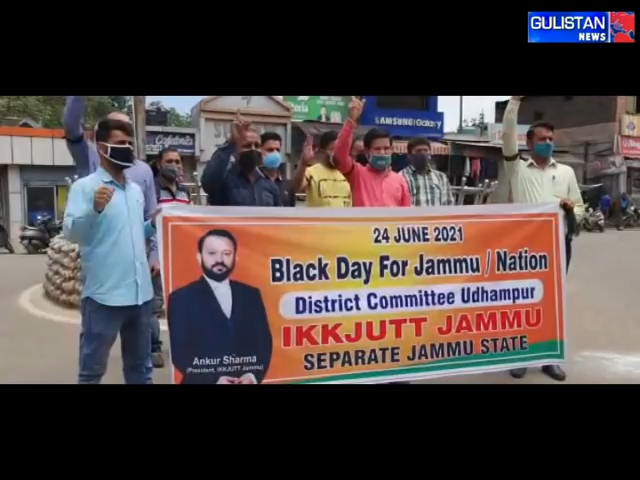 GULISTAN
NEWS
SAMSUNG Galaxy
24 JUNE 2021
Black Day For Jammu / Nation
District Committee Udhampur
IKKJUTT JAMMU
SEPARATE JAMMU STATE
Ankur Sharma
(President, IKKJUTT Jammu)